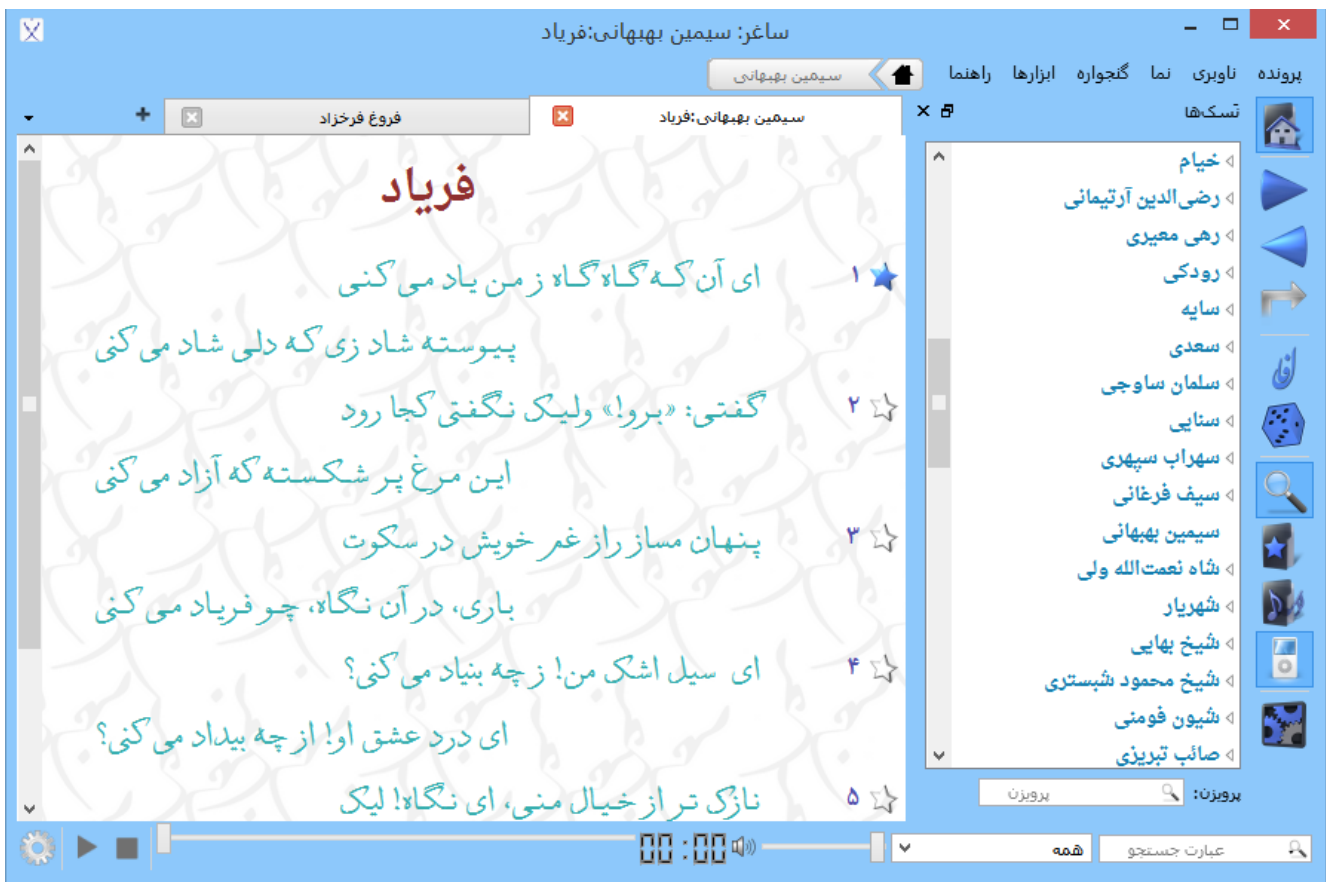 ساغر: سیمین بهبهانی:فریاد
پرونده ناوبری نما گنجواره ابزارها راهنما
سیمین بهبهانی
نَسک‌ها
سیمین بهبهانی:فریاد
فروغ فرخزاد
خیام
رضی‌الدین آرتیمانی
رهی معیری
رودکی
سایه
سعدی
سلمان ساوجی
سنایی
سهراب سپهری
سیف فرغانی
سیمین بهبهانی
شاه نعمت‌الله ولی
شهریار
شیخ بهایی
شیخ محمود شبستری
شیون فومنی
صائب تبریزی
پرویزن: پرویزن
فریاد
۱ ای آن که گاه گاه ز من یاد می کنی
پیوسته شاد زی که دلی شاد می کنی
۲ گفتی: «برو!» ولیک نگفتی کجا رود
این مرغ پر شکسته که آزاد می کنی
۳ پنهان مساز راز غم خویش در سکوت
باری، در آن نگاه، چو فریاد می کنی
۴ ای سیل اشک من! ز چه بنیاد می کنی؟
ای درد عشق او! از چه بیداد می کنی؟
۵ نازک تر از خیال منی، ای نگاه! لیک
عبارت جستجو
همه
00:00